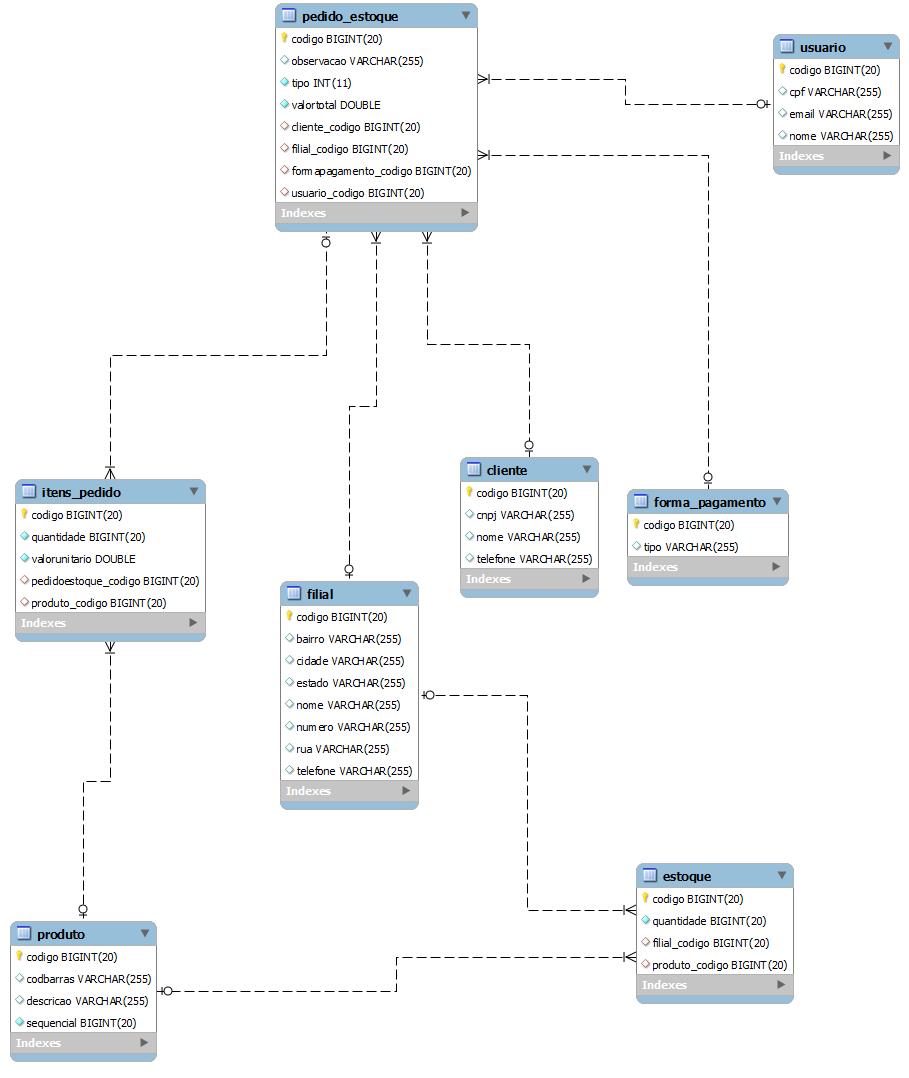 pedido_estoque
codigo BIGINT(20)
observacao VARCHAR(255)
tipo INT(11)
valortotal DOUBLE
cliente_codigo BIGINT(20)
filial_codigo BIGINT(20)
formapagamento_codigo BIGINT(20)
usuario_codigo BIGINT(20)
Indexes
usuario
codigo BIGINT(20)
cpf VARCHAR(255)
email VARCHAR(255)
nome VARCHAR(255)
Indexes
itens_pedido
codigo BIGINT(20)
quantidade BIGINT(20)
valorunitario DOUBLE
pedidoestoque_codigo BIGINT(20)
produto_codigo BIGINT(20)
Indexes
cliente
codigo BIGINT(20)
cnpj VARCHAR(255)
nome VARCHAR(255)
telefone VARCHAR(255)
Indexes
forma_pagamento
codigo BIGINT(20)
tipo VARCHAR(255)
Indexes
filial
codigo BIGINT(20)
bairro VARCHAR(255)
cidade VARCHAR(255)
estado VARCHAR(255)
nome VARCHAR(255)
numero VARCHAR(255)
rua VARCHAR(255)
telefone VARCHAR(255)
Indexes
estoque
codigo BIGINT(20)
quantidade BIGINT(20)
filial_codigo BIGINT(20)
produto_codigo BIGINT(20)
Indexes
produto
codigo BIGINT(20)
codbarras VARCHAR(255)
descricao VARCHAR(255)
sequencial BIGINT(20)
Indexes